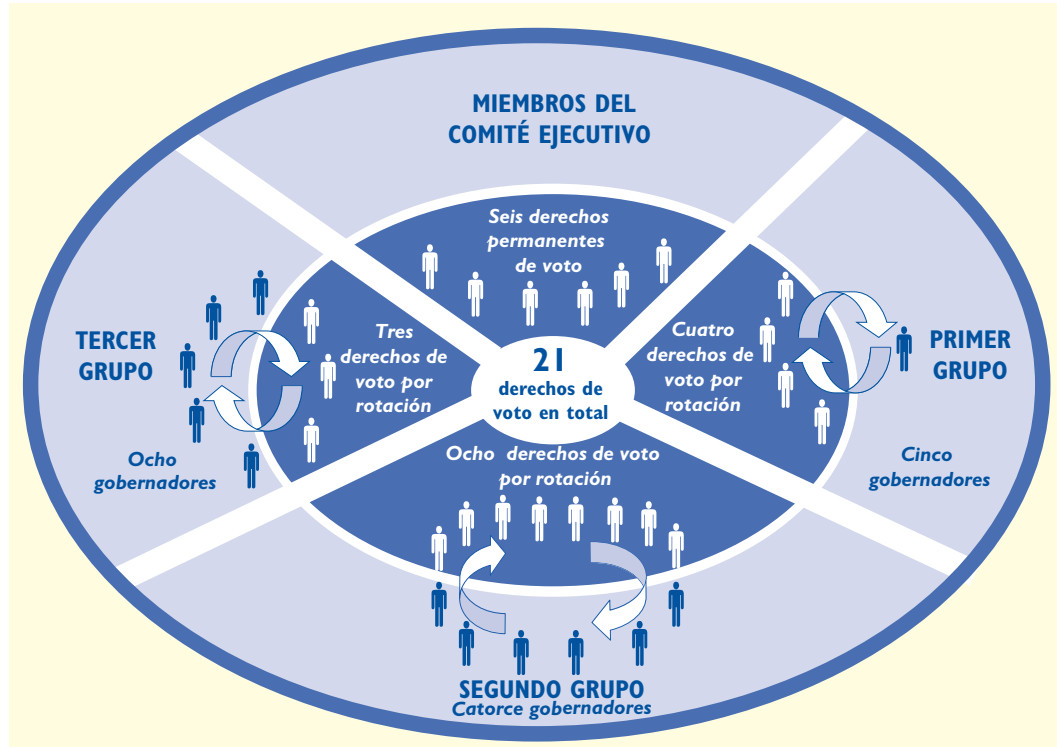 MIEMBROS DEL
COMITÉ EJECUTIVO
Seis derechos
permanentes
de voto
TERCER
GRUPO
Ocho
gobernadores
Tres
derechos de
voto por
rotación
21
derechos de
voto en total
Cuatro
derechos de
voto por
rotación
PRIMER
GRUPO
Cinco
gobernadores
Ocho derechos de voto
por rotación
SEGUNDO GRUPO
Catorce gobernadores